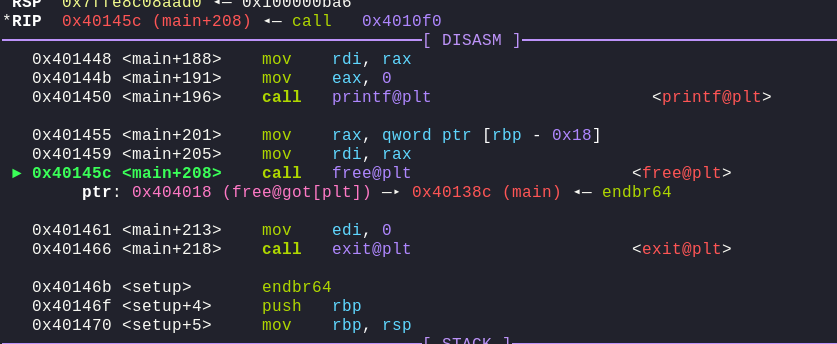 RSP 0x7ffe8c08aad0 ◂— 0x100000ba6
*RIP 0x40145c (main+208) ◂— call 0x4010f0
[ DISASM ]
0x401448 <main+188> mov rdi, rax
0x40144b <main+191> mov eax, 0
0x401450 <main+196> call printf@plt <printf@plt>
0x401455 <main+201> mov rax, qword ptr [rbp - 0x18]
0x401459 <main+205> mov rdi, rax
► 0x40145c <main+208> call free@plt <free@plt>
ptr: 0x404018 (free@got[plt]) —▸ 0x40138c (main) ◂— endbr64
0x401461 <main+213> mov edi, 0
0x401466 <main+218> call exit@plt <exit@plt>
0x40146b <setup> endbr64
0x40146f <setup+4> push rbp
0x401470 <setup+5> mov rbp, rsp
[ STACK ]